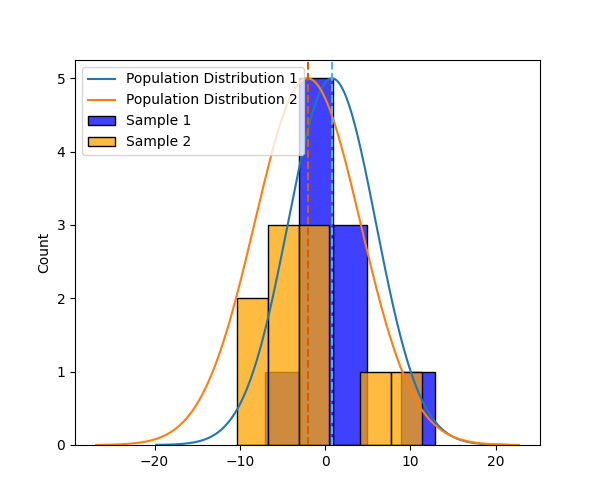 Population Distribution 1
Population Distribution 2
Sample 1
Sample 2
Count
5
4
3
2
1
0
−20 −10 0 10 20